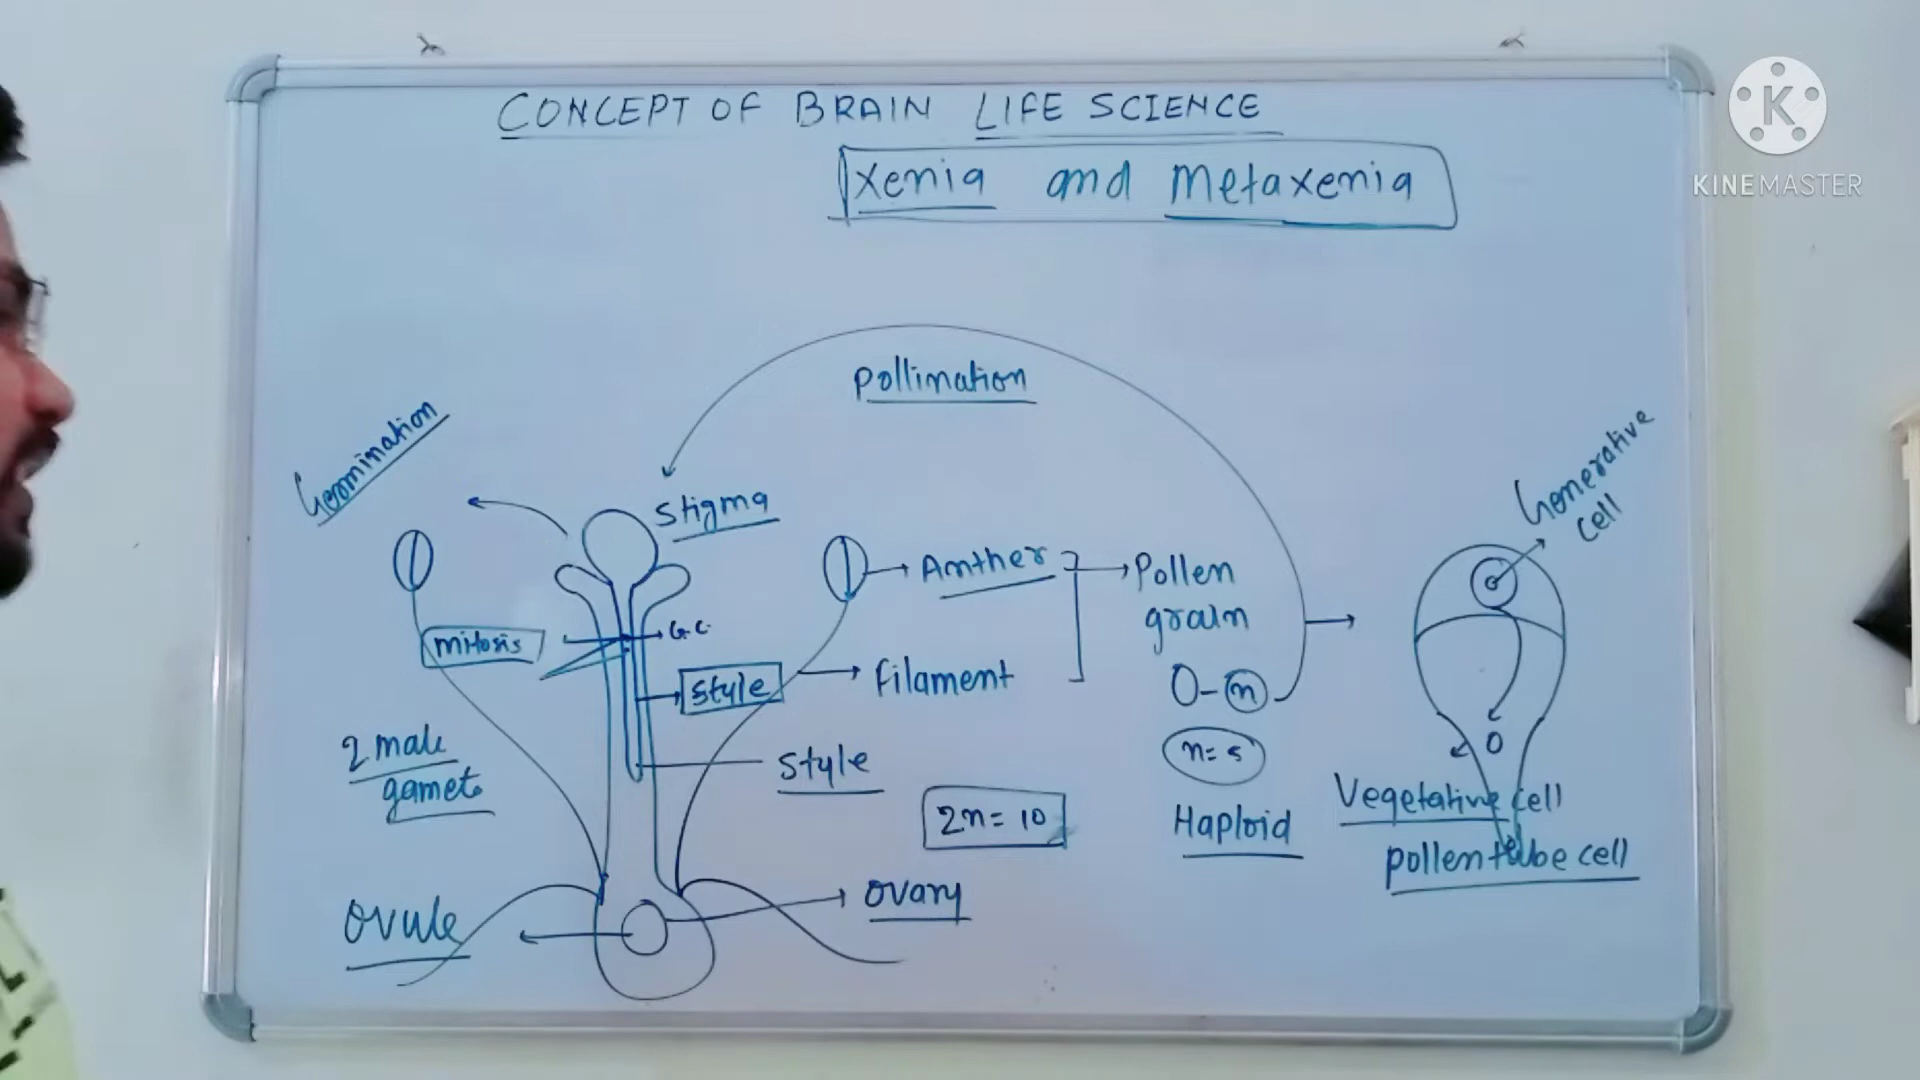 CONCEPT OF BRAIN LIFE SCIENCE
Xenia and Metaxenia
KINEMASTER
Pollination
Germination
Stigma
Generative
cell
Anther
Pollen
grain
mitosis
G.C.
Style
filament
O-n
n=5
2 male
gamete
Style
2n=10
Haploid
Vegetative cell
pollen tube cell
Ovule
Ovary